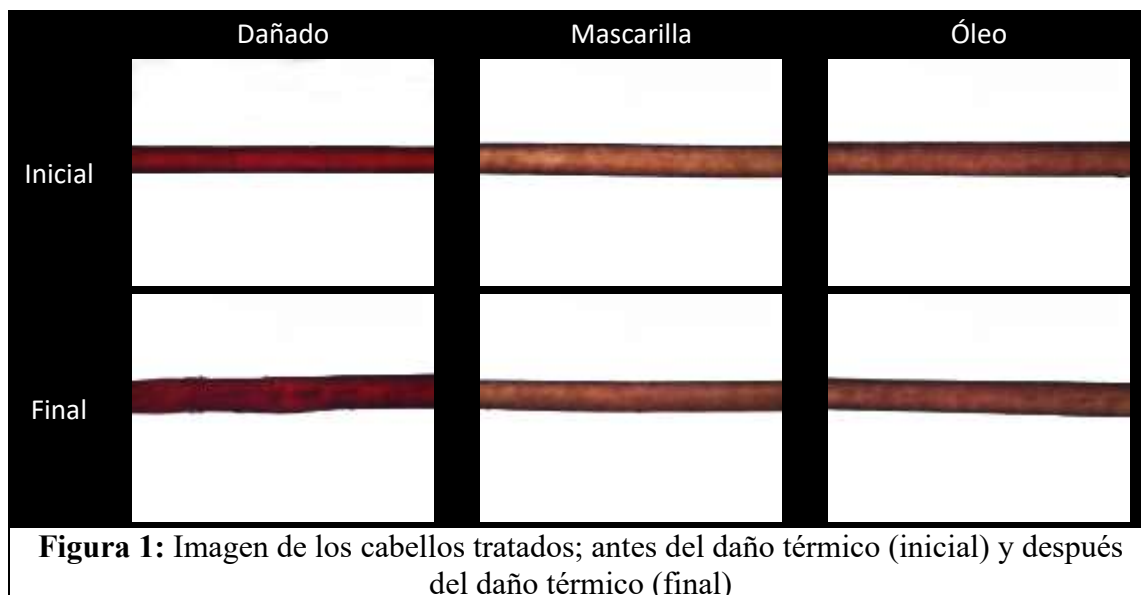 Dañado Mascarilla Óleo
Inicial
Final
Figura 1: Imagen de los cabellos tratados; antes del daño térmico (inicial) y después
del daño térmico (final)